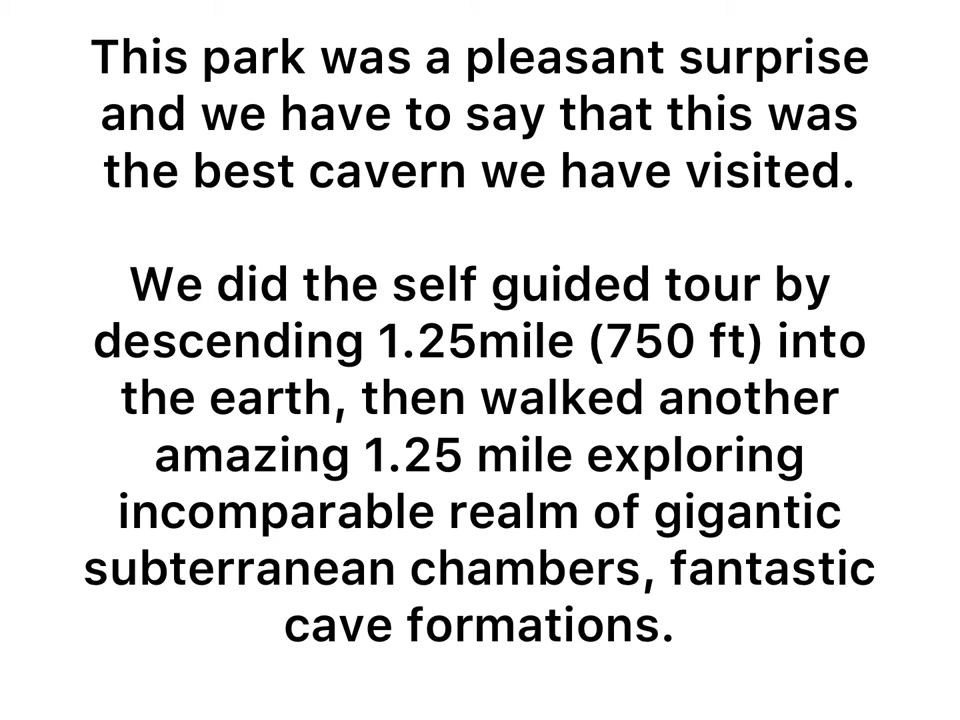 This park was a pleasant surprise
and we have to say that this was
the best cavern we have visited.
We did the self guided tour by
descending 1.25mile (750 ft) into
the earth, then walked another
amazing 1.25 mile exploring
incomparable realm of gigantic
subterranean chambers, fantastic
cave formations.